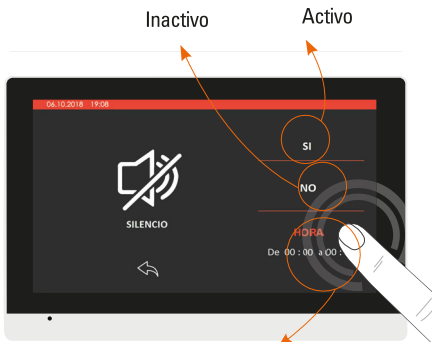 Inactivo
Activo
06.10.2018 19:08
SI
NO
SILENCIO
HORA
De 00 : 00 a 00 :